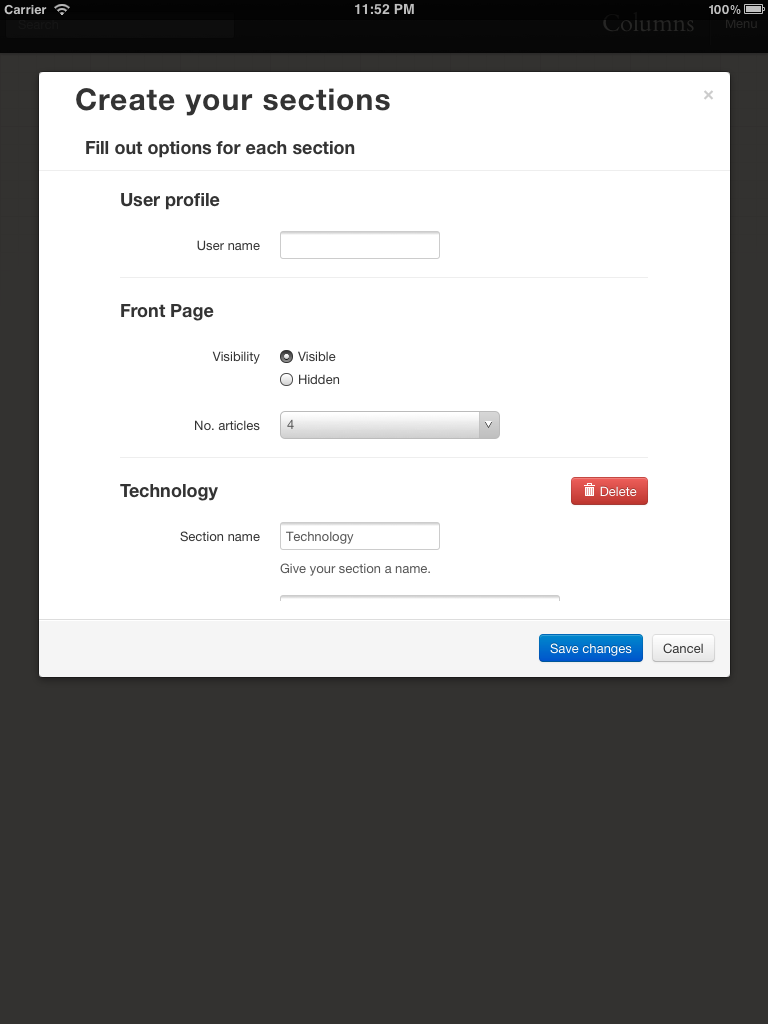 Carrier 11:52 PM 100%
Search Columns Menu
Create your sections ×
Fill out options for each section
User profile
User name
Front Page
Visibility Visible
Hidden
No. articles 4
Technology Delete
Section name Technology
Give your section a name.
Save changes Cancel